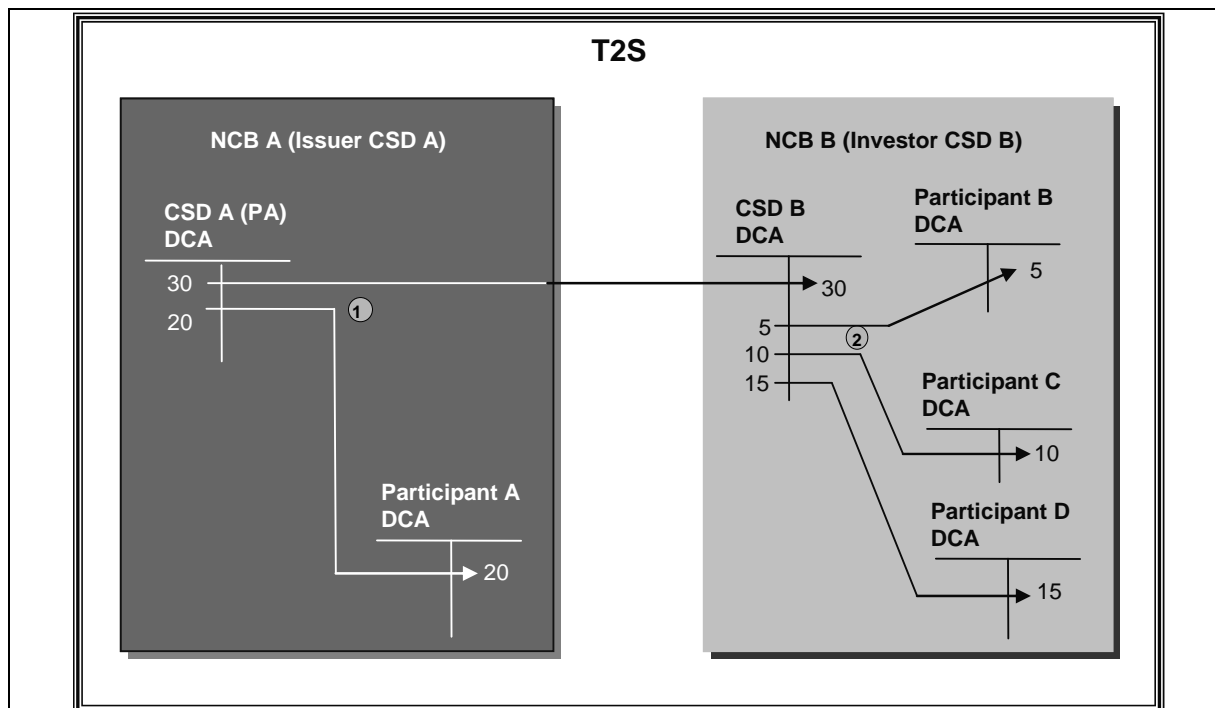 T2S
NCB A (Issuer CSD A)
CSD A (PA)
DCA
30
20
1
Participant A
DCA
20
NCB B (Investor CSD B)
CSD B
DCA
30
5
10
15
2
Participant B
DCA
5
Participant C
DCA
10
Participant D
DCA
15